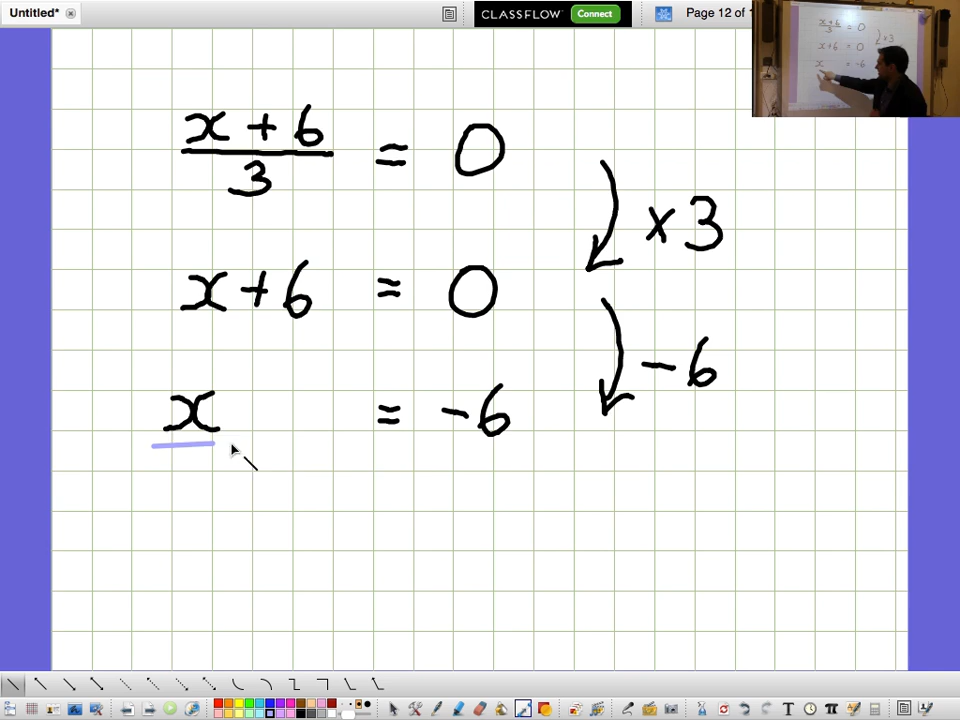 Untitled*
CLASSFLOW Connect
Page 12 of
x + 6 / 3 = 0
× 3
x + 6 = 0
- 6
x = -6